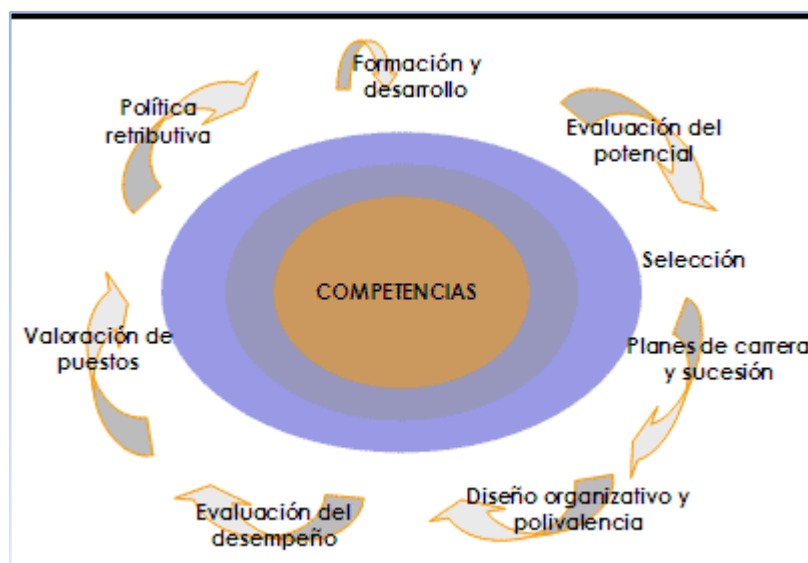 Formación y
desarrollo
Política
retributiva
Evaluación del
potencial
Selección
COMPETENCIAS
Valoración de
puestos
Planes de carrera
y sucesión
Diseño organizativo y
polivalencia
Evaluación del
desempeño